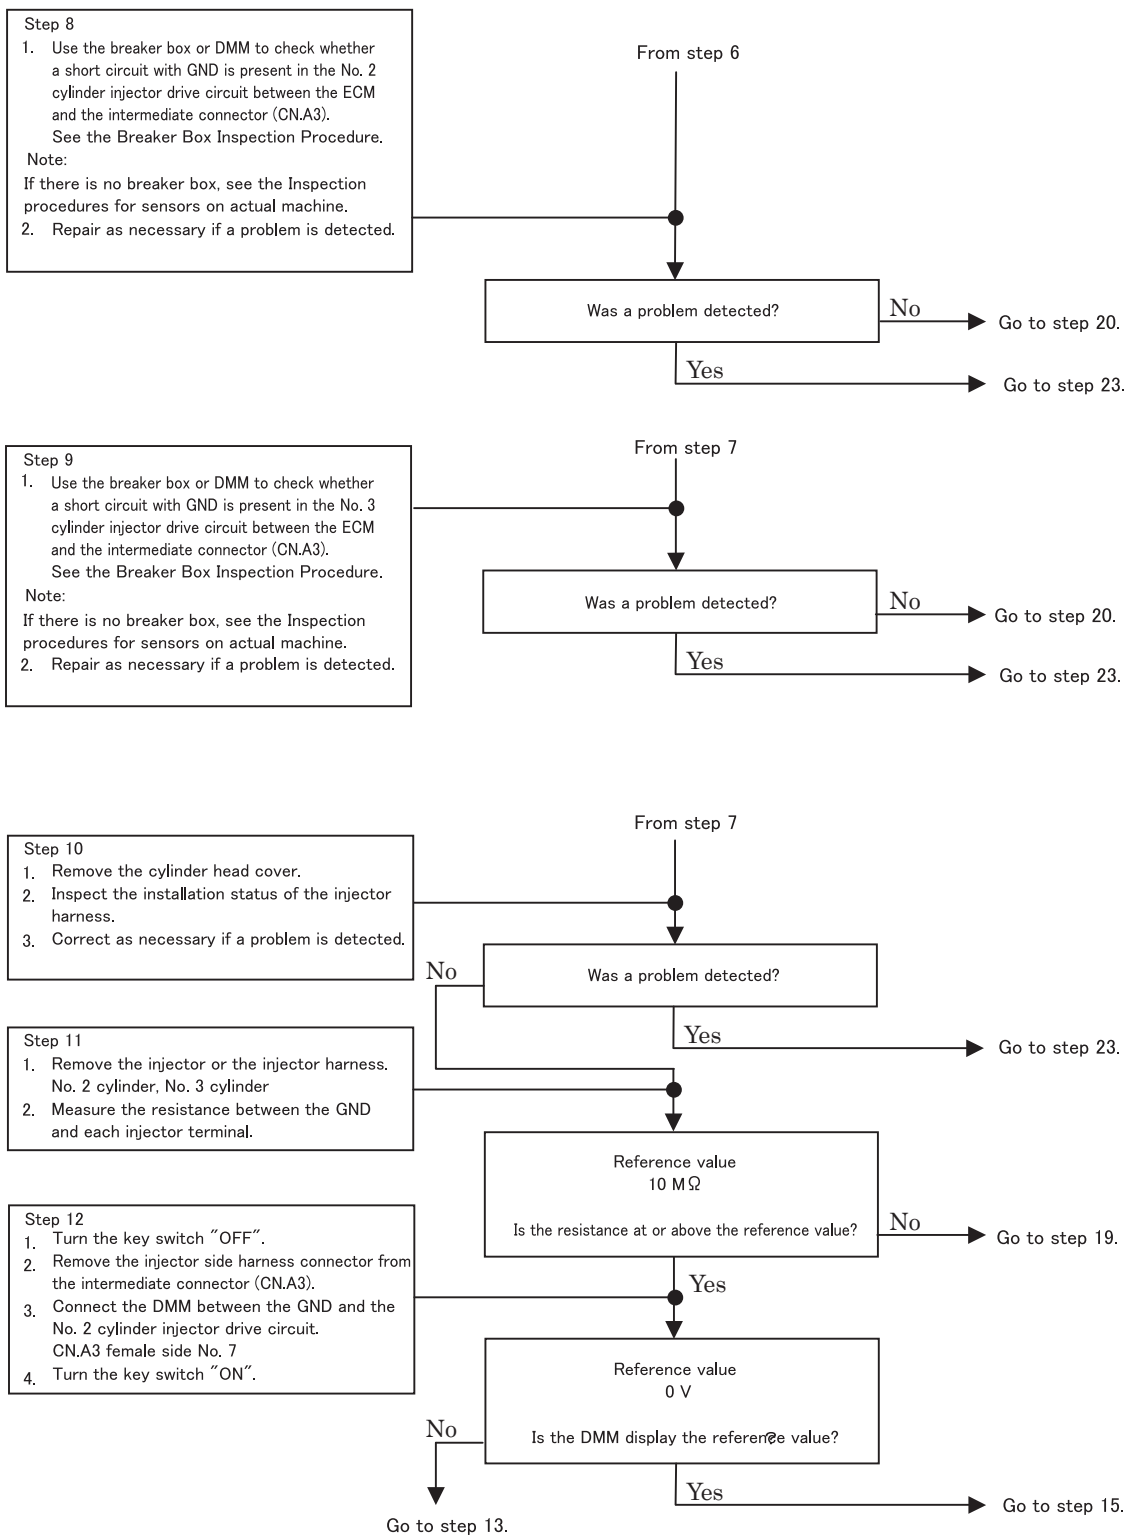 Step 8
1. Use the breaker box or DMM to check whether
a short circuit with GND is present in the No. 2
cylinder injector drive circuit between the ECM
and the intermediate connector (CN.A3).
See the Breaker Box Inspection Procedure.
Note:
If there is no breaker box, see the Inspection
procedures for sensors on actual machine.
2. Repair as necessary if a problem is detected.
From step 6
Was a problem detected?
No
Go to step 20.
Yes
Go to step 23.
Step 9
1. Use the breaker box or DMM to check whether
a short circuit with GND is present in the No. 3
cylinder injector drive circuit between the ECM
and the intermediate connector (CN.A3).
See the Breaker Box Inspection Procedure.
Note:
If there is no breaker box, see the Inspection
procedures for sensors on actual machine.
2. Repair as necessary if a problem is detected.
From step 7
Was a problem detected?
No
Go to step 20.
Yes
Go to step 23.
From step 7
Step 10
1. Remove the cylinder head cover.
2. Inspect the installation status of the injector
harness.
3. Correct as necessary if a problem is detected.
Was a problem detected?
No
Yes
Go to step 23.
Step 11
1. Remove the injector or the injector harness.
No. 2 cylinder, No. 3 cylinder
2. Measure the resistance between the GND
and each injector terminal.
Reference value
10 MΩ
Is the resistance at or above the reference value?
No
Go to step 19.
Yes
Step 12
1. Turn the key switch "OFF".
2. Remove the injector side harness connector from
the intermediate connector (CN.A3).
3. Connect the DMM between the GND and the
No. 2 cylinder injector drive circuit.
CN.A3 female side No. 7
4. Turn the key switch "ON".
Reference value
0 V
Is the DMM display the reference value?
No
Go to step 13.
Yes
Go to step 15.